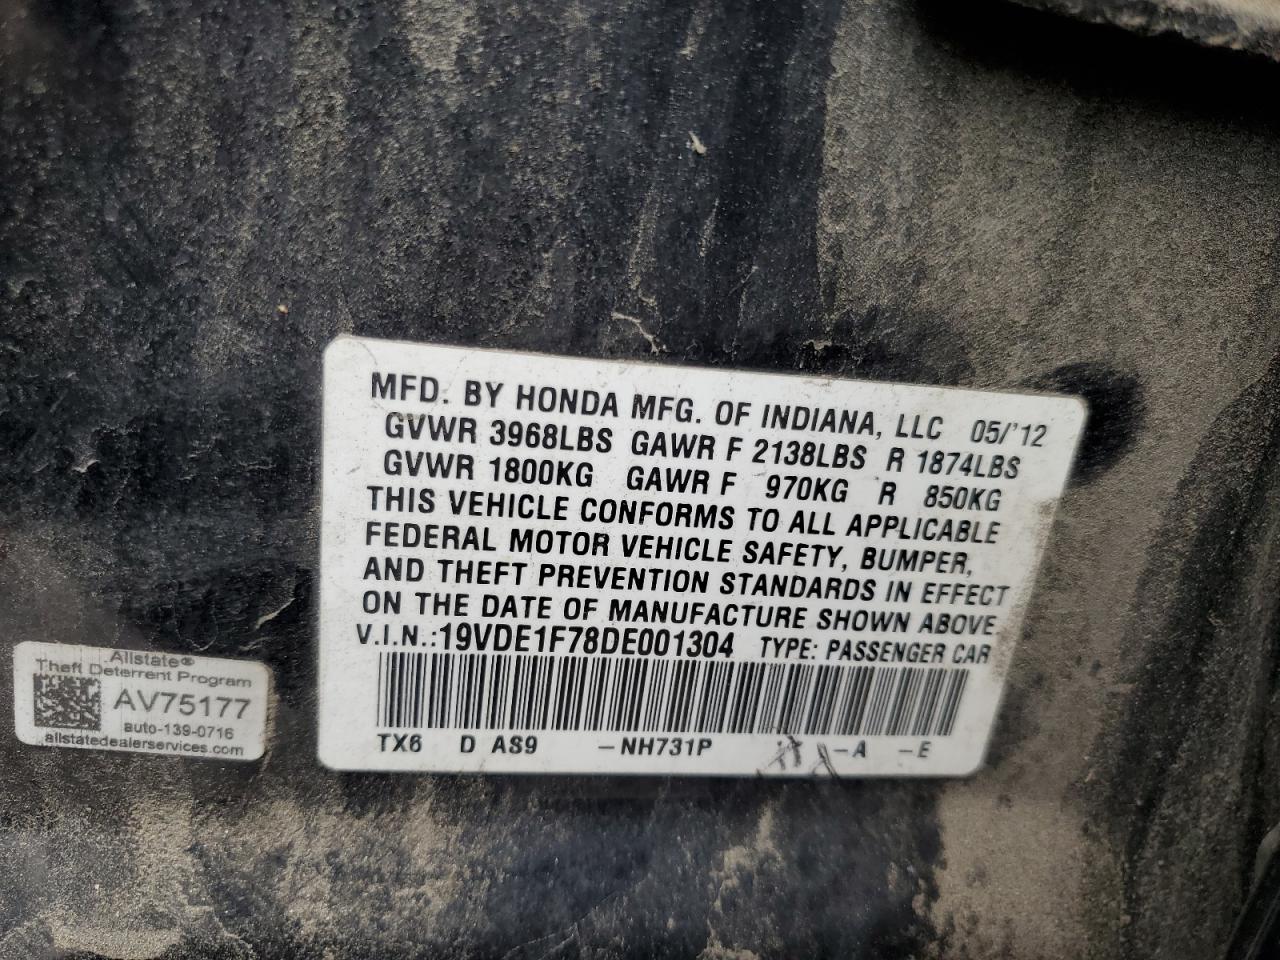 MFD. BY HONDA MFG. OF INDIANA, LLC 05/'12
GVWR 3968LBS GAWR F 2138LBS R 1874LBS
GVWR 1800KG GAWR F 970KG R 850KG
THIS VEHICLE CONFORMS TO ALL APPLICABLE
FEDERAL MOTOR VEHICLE SAFETY, BUMPER,
AND THEFT PREVENTION STANDARDS IN EFFECT
ON THE DATE OF MANUFACTURE SHOWN ABOVE
V.I.N.:19VDE1F78DE001304 TYPE: PASSENGER CAR
TX6 D AS9 -NH731P -A -E
Allstate®
Theft Deterrent Program
AV75177
auto-139-0716
allstatedealerservices.com